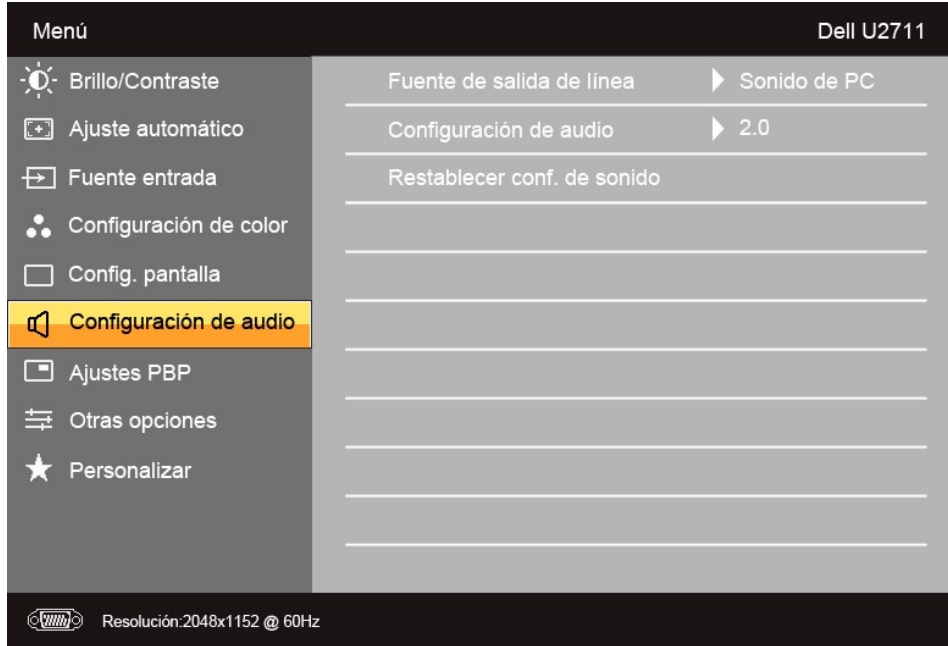 Menú
Dell U2711
Brillo/Contraste
Ajuste automático
Fuente entrada
Configuración de color
Config. pantalla
Configuración de audio
Ajustes PBP
Otras opciones
Personalizar
Fuente de salida de línea Sonido de PC
Configuración de audio 2.0
Restablecer conf. de sonido
Resolución:2048x1152 @ 60Hz